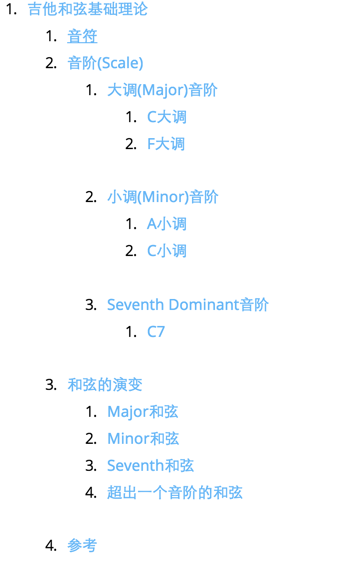 1. 吉他和弦基础理论
1. 音符
2. 音阶(Scale)
1. 大调(Major)音阶
1. C大调
2. F大调
2. 小调(Minor)音阶
1. A小调
2. C小调
3. Seventh Dominant音阶
1. C7
3. 和弦的演变
1. Major和弦
2. Minor和弦
3. Seventh和弦
4. 超出一个音阶的和弦
4. 参考